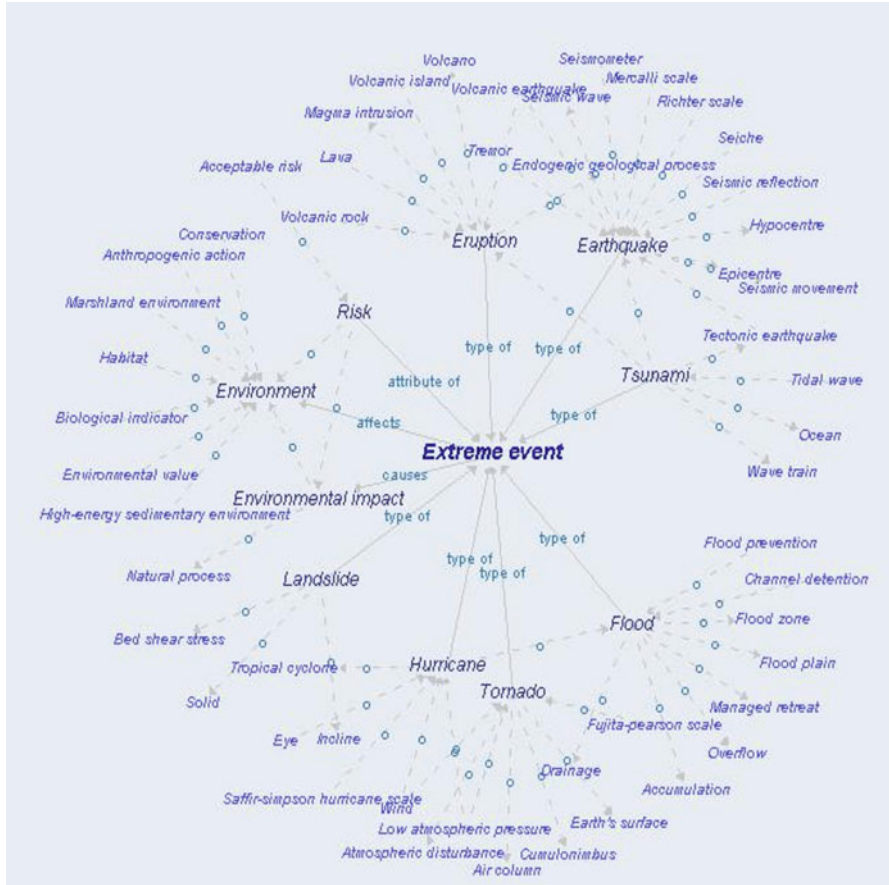 Volcano
Seismometer
Volcanic island
Mercalli scale
Volcanic earthquake
Seismic wave
Richter scale
Magma intrusion
Seiche
Tremor
Lava
Endogenic geological process
Acceptable risk
Seismic reflection
Volcanic rock
Hypocentre
Conservation
Eruption
Earthquake
Anthropogenic action
Epicentre
Seismic movement
Marshland environment
Risk
Tectonic earthquake
type of
type of
Habitat
Tsunami
Tidal wave
attribute of
Environment
Biological indicator
type of
affects
Ocean
Extreme event
Environmental value
Wave train
causes
Environmental impact
High-energy sedimentary environment
type of
type of
Flood prevention
type of
type of
Natural process
Landslide
Channel detention
Flood zone
Flood
Bed shear stress
Tropical cyclone
Hurricane
Flood plain
Tornado
Solid
Managed retreat
Fujita-pearson scale
Eye
Incline
Overflow
Drainage
Accumulation
Saffir-simpson hurricane scale
Wind
Earth's surface
Low atmospheric pressure
Atmospheric disturbance
Cumulonimbus
Air column